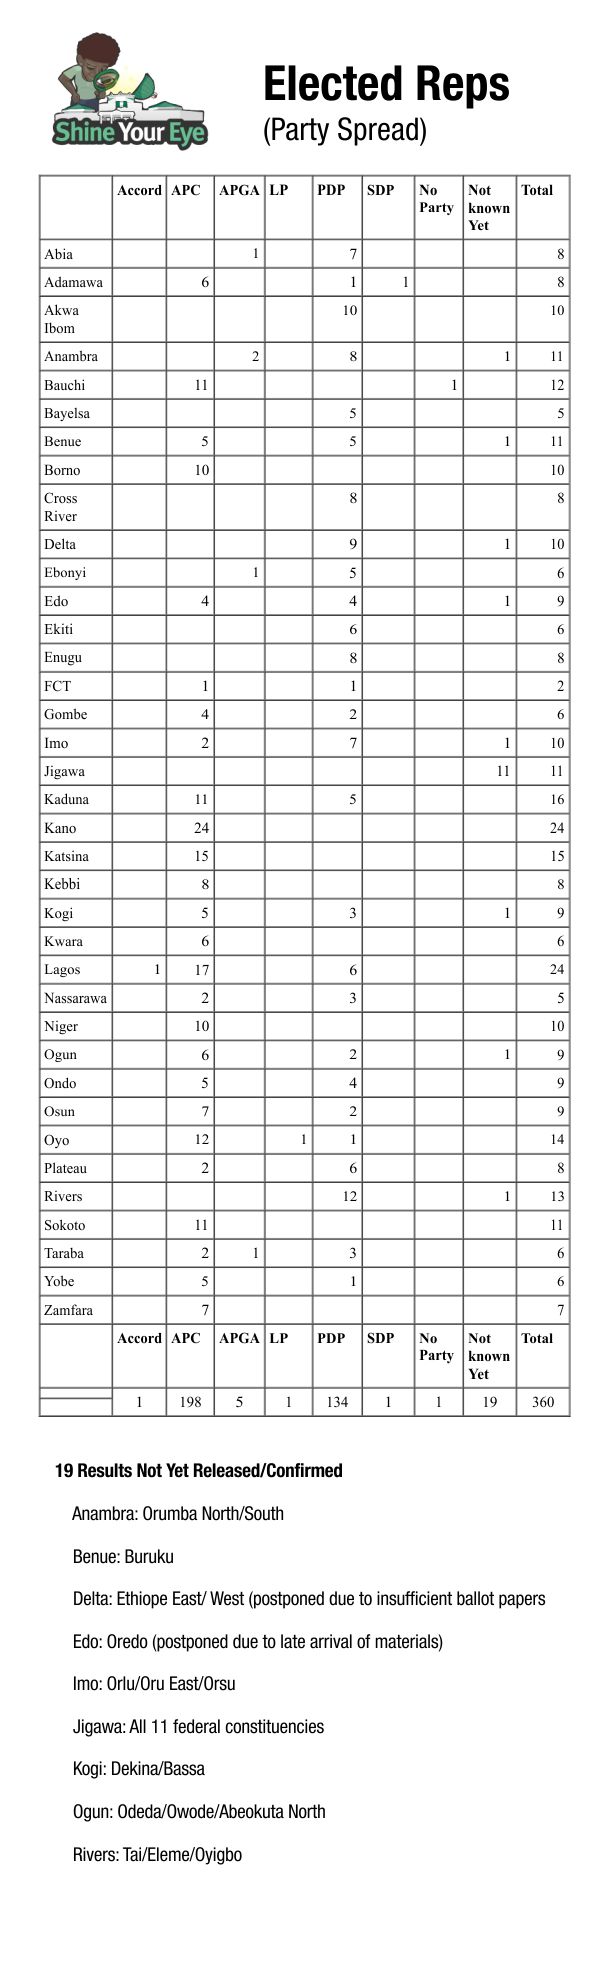 Shine Your Eye
Elected Reps
(Party Spread)
Accord APC APGA LP PDP SDP No Party Not known Yet Total
Abia 1 7 8
Adamawa 6 1 1 8
Akwa Ibom 10 10
Anambra 2 8 1 11
Bauchi 11 1 12
Bayelsa 5 5
Benue 5 5 1 11
Borno 10 10
Cross River 8 8
Delta 9 1 10
Ebonyi 1 5 6
Edo 4 4 1 9
Ekiti 6 6
Enugu 8 8
FCT 1 1 2
Gombe 4 2 6
Imo 2 7 1 10
Jigawa 11 11
Kaduna 11 5 16
Kano 24 24
Katsina 15 15
Kebbi 8 8
Kogi 5 3 1 9
Kwara 6 6
Lagos 1 17 6 24
Nassarawa 2 3 5
Niger 10 10
Ogun 6 2 1 9
Ondo 5 4 9
Osun 7 2 9
Oyo 12 1 1 14
Plateau 2 6 8
Rivers 12 1 13
Sokoto 11 11
Taraba 2 1 3 6
Yobe 5 1 6
Zamfara 7 7
Accord APC APGA LP PDP SDP No Party Not known Yet Total
1 198 5 1 134 1 1 19 360
19 Results Not Yet Released/Confirmed
Anambra: Orumba North/South
Benue: Buruku
Delta: Ethiope East/ West (postponed due to insufficient ballot papers
Edo: Oredo (postponed due to late arrival of materials)
Imo: Orlu/Oru East/Orsu
Jigawa: All 11 federal constituencies
Kogi: Dekina/Bassa
Ogun: Odeda/Owode/Abeokuta North
Rivers: Tai/Eleme/Oyigbo